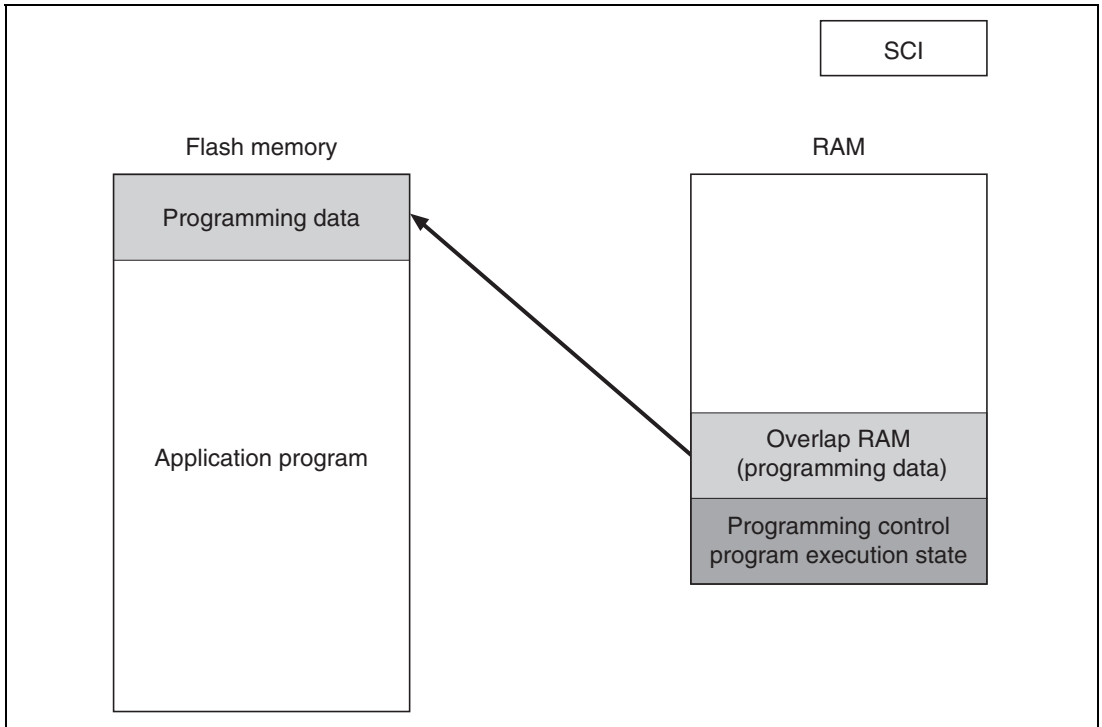 SCI
Flash memory
RAM
Programming data
Application program
Overlap RAM
(programming data)
Programming control
program execution state